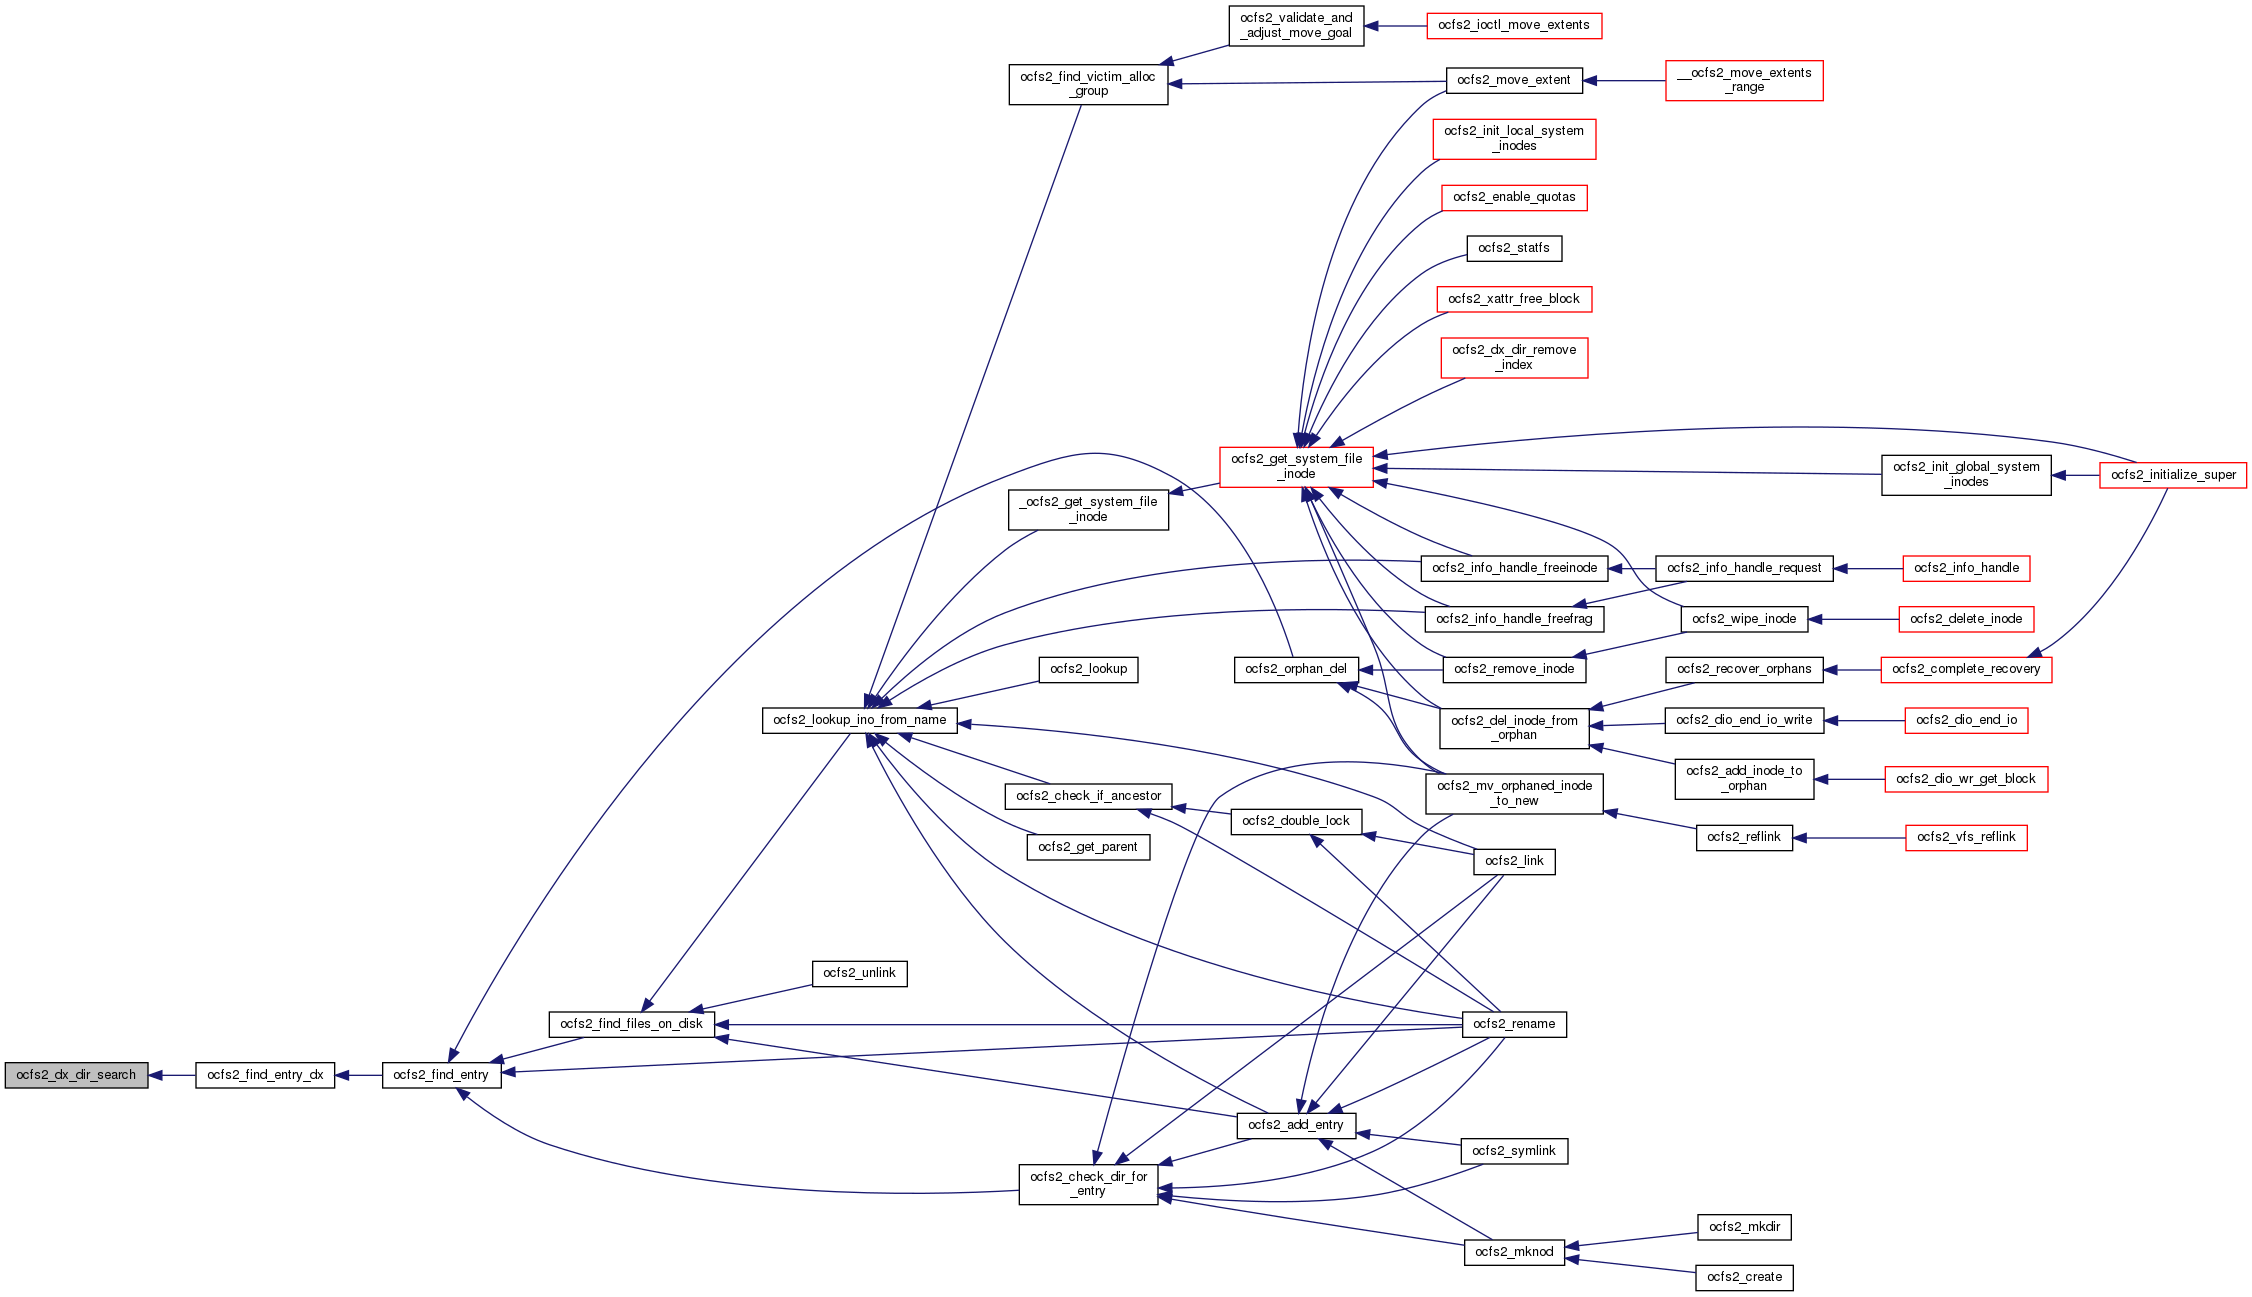 ocfs2_validate_and
_adjust_move_goal
ocfs2_ioctl_move_extents
ocfs2_find_victim_alloc
_group
ocfs2_move_extent
__ocfs2_move_extents
_range
ocfs2_init_local_system
_inodes
ocfs2_enable_quotas
ocfs2_statfs
ocfs2_xattr_free_block
ocfs2_dx_dir_remove
_index
ocfs2_get_system_file
_inode
ocfs2_init_global_system
_inodes
ocfs2_initialize_super
_ocfs2_get_system_file
_inode
ocfs2_info_handle_freeinode
ocfs2_info_handle_request
ocfs2_info_handle
ocfs2_info_handle_freefrag
ocfs2_wipe_inode
ocfs2_delete_inode
ocfs2_lookup
ocfs2_orphan_del
ocfs2_remove_inode
ocfs2_recover_orphans
ocfs2_complete_recovery
ocfs2_lookup_ino_from_name
ocfs2_del_inode_from
_orphan
ocfs2_dio_end_io_write
ocfs2_dio_end_io
ocfs2_add_inode_to
_orphan
ocfs2_dio_wr_get_block
ocfs2_check_if_ancestor
ocfs2_mv_orphaned_inode
_to_new
ocfs2_double_lock
ocfs2_reflink
ocfs2_vfs_reflink
ocfs2_get_parent
ocfs2_link
ocfs2_unlink
ocfs2_find_files_on_disk
ocfs2_rename
ocfs2_dx_dir_search
ocfs2_find_entry_dx
ocfs2_find_entry
ocfs2_add_entry
ocfs2_symlink
ocfs2_check_dir_for
_entry
ocfs2_mkdir
ocfs2_mknod
ocfs2_create